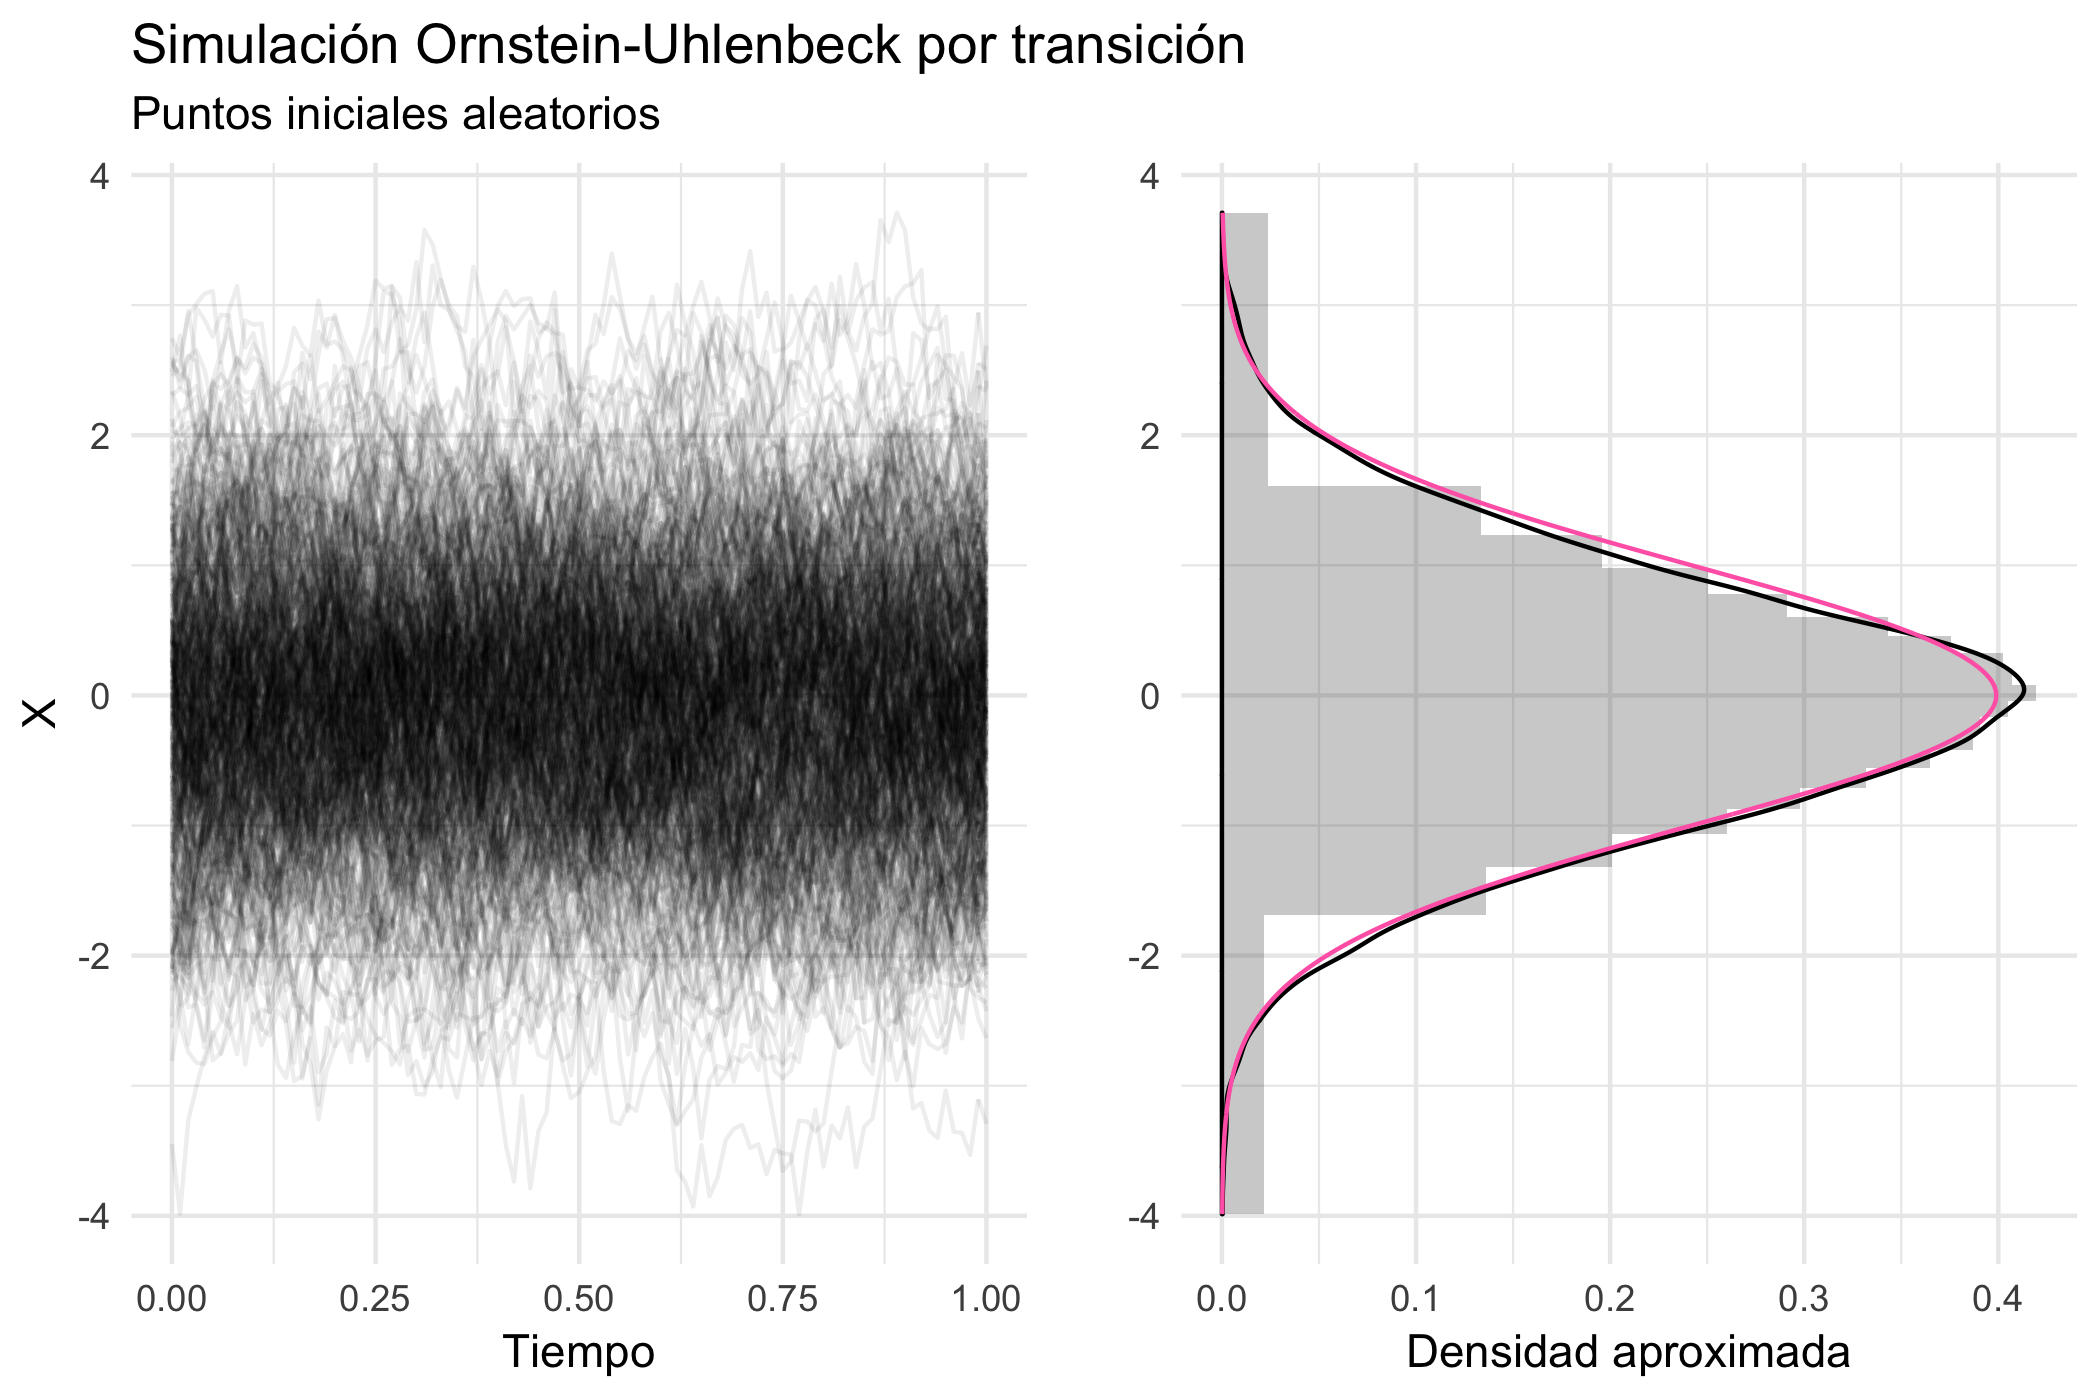 Simulación Ornstein-Uhlenbeck por transición
Puntos iniciales aleatorios
4
2
0
-2
-4
X
0.00 0.25 0.50 0.75 1.00
Tiempo
4
2
0
-2
-4
0.0 0.1 0.2 0.3 0.4
Densidad aproximada